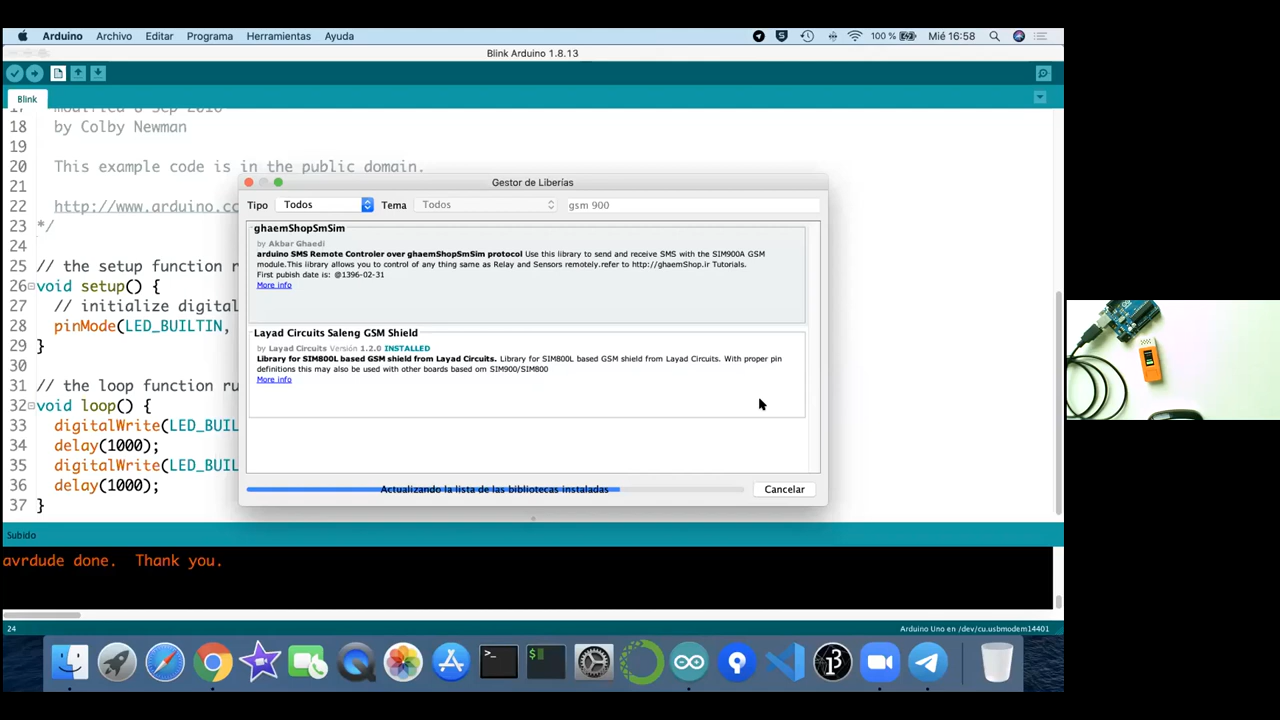 Arduino Archivo Editar Programa Herramientas Ayuda 100 % Mié 16:58
Blink Arduino 1.8.13
Blink
17 modified 8 Sep 2016
18 by Colby Newman
19
20 This example code is in the public domain.
21
22 http://www.arduino.cc
23 */
24
25 // the setup function r
26 void setup() {
27 // initialize digital
28 pinMode(LED_BUILTIN,
29 }
30
31 // the loop function ru
32 void loop() {
33 digitalWrite(LED_BUIL
34 delay(1000);
35 digitalWrite(LED_BUIL
36 delay(1000);
37 }
Gestor de Liberías
Tipo Todos Tema Todos gsm 900
ghaemShopSmSim
by Akbar Ghaedi
arduino SMS Remote Controler over ghaemShopSmSim protocol Use this library to send and receive SMS with the SIM900A GSM
module.This library allows you to control of any thing same as Relay and Sensors remotely.refer to http://ghaemShop.ir Tutorials.
First pubish date is: @1396-02-31
More info
Layad Circuits Saleng GSM Shield
by Layad Circuits Versión 1.2.0 INSTALLED
Library for SIM800L based GSM shield from Layad Circuits. Library for SIM800L based GSM shield from Layad Circuits. With proper pin
definitions this may also be used with other boards based om SIM900/SIM800
More info
Actualizando la lista de las bibliotecas instaladas
Cancelar
Subido
avrdude done. Thank you.
24 Arduino Uno en /dev/cu.usbmodem14401